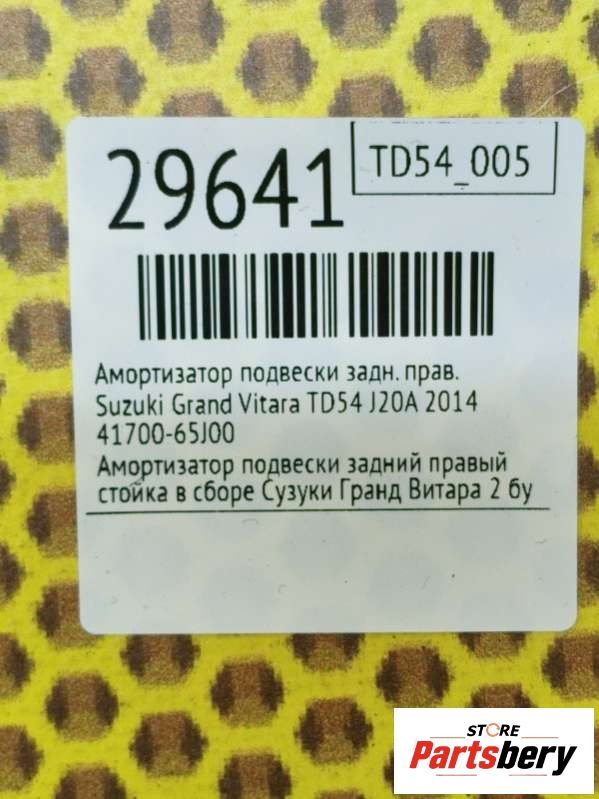 29641
TD54_005
Амортизатор подвески задн. прав.
Suzuki Grand Vitara TD54 J20A 2014
41700-65J00
Амортизатор подвески задний правый
стойка в сборе Сузуки Гранд Витара 2 бу
STORE
Partsbery